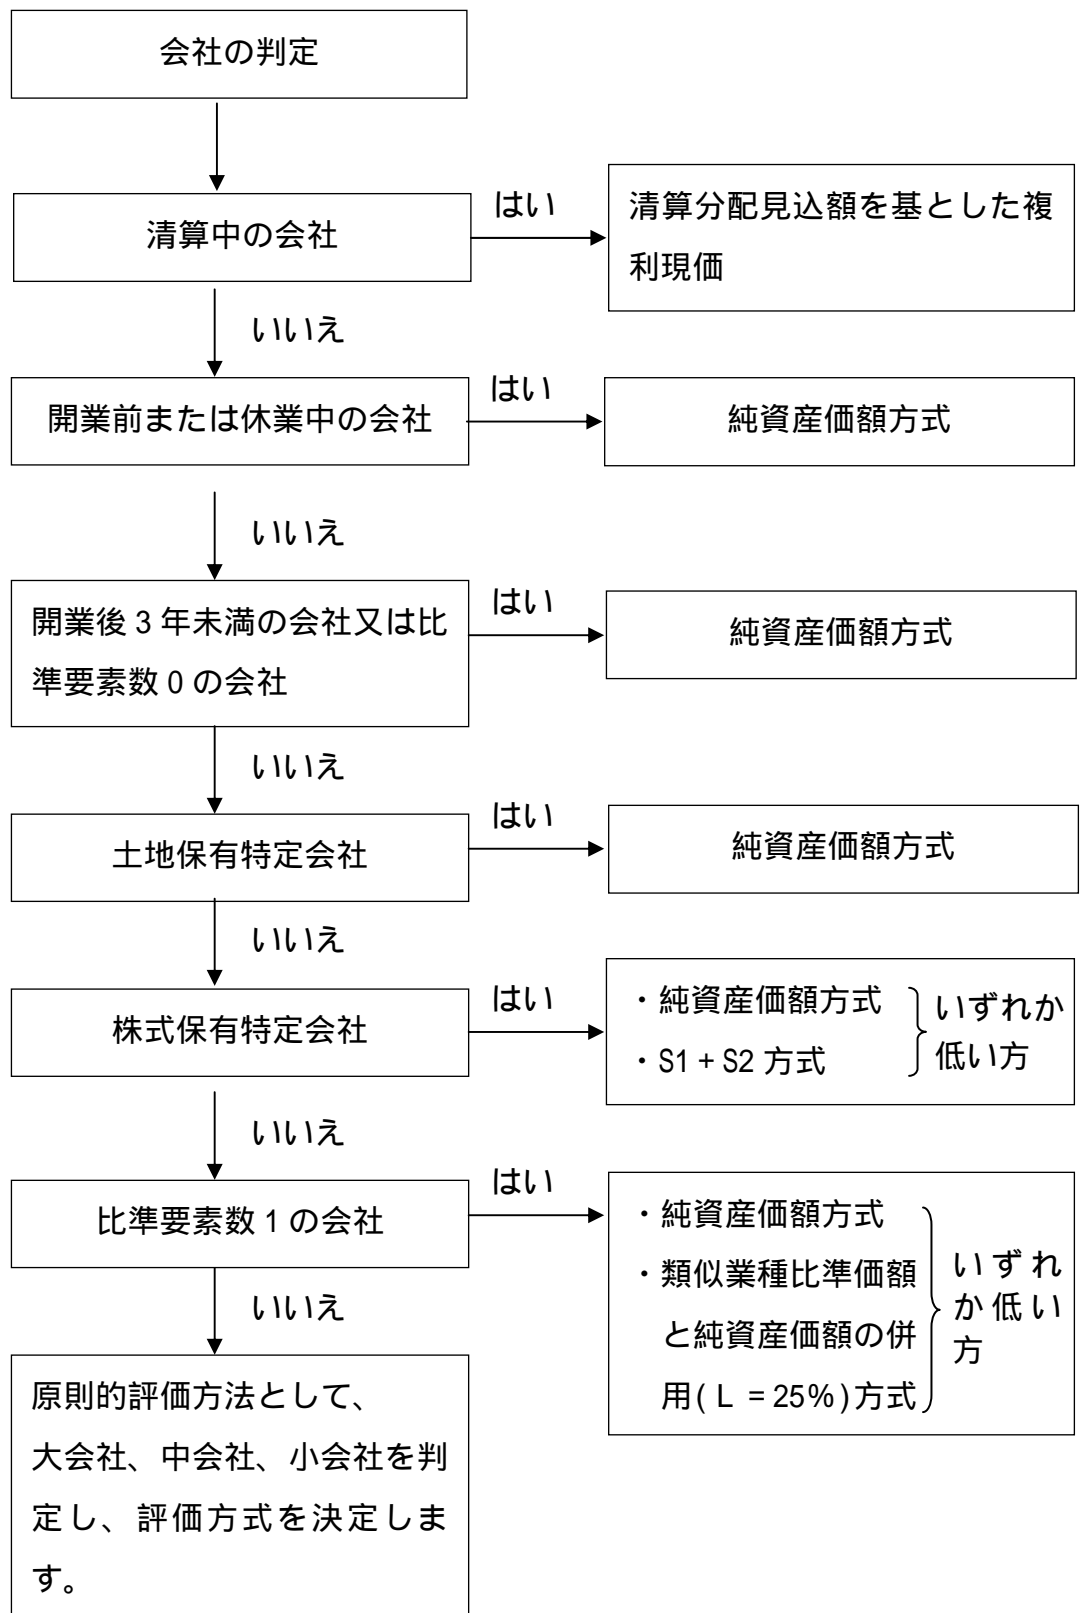 会社の判定
清算中の会社
はい
清算分配見込額を基とした複
利現価
いいえ
開業前または休業中の会社
はい
純資産価額方式
いいえ
開業後 3 年未満の会社又は比
準要素数 0 の会社
はい
純資産価額方式
いいえ
土地保有特定会社
はい
純資産価額方式
いいえ
株式保有特定会社
はい
・純資産価額方式
・S1 + S2 方式
いずれか
低い方
いいえ
比準要素数 1 の会社
はい
・純資産価額方式
・類似業種比準価額
と純資産価額の併
用( L = 25%)方式
いずれ
か低い
方
いいえ
原則的評価方法として、
大会社、中会社、小会社を判
定し、評価方式を決定しま
す。